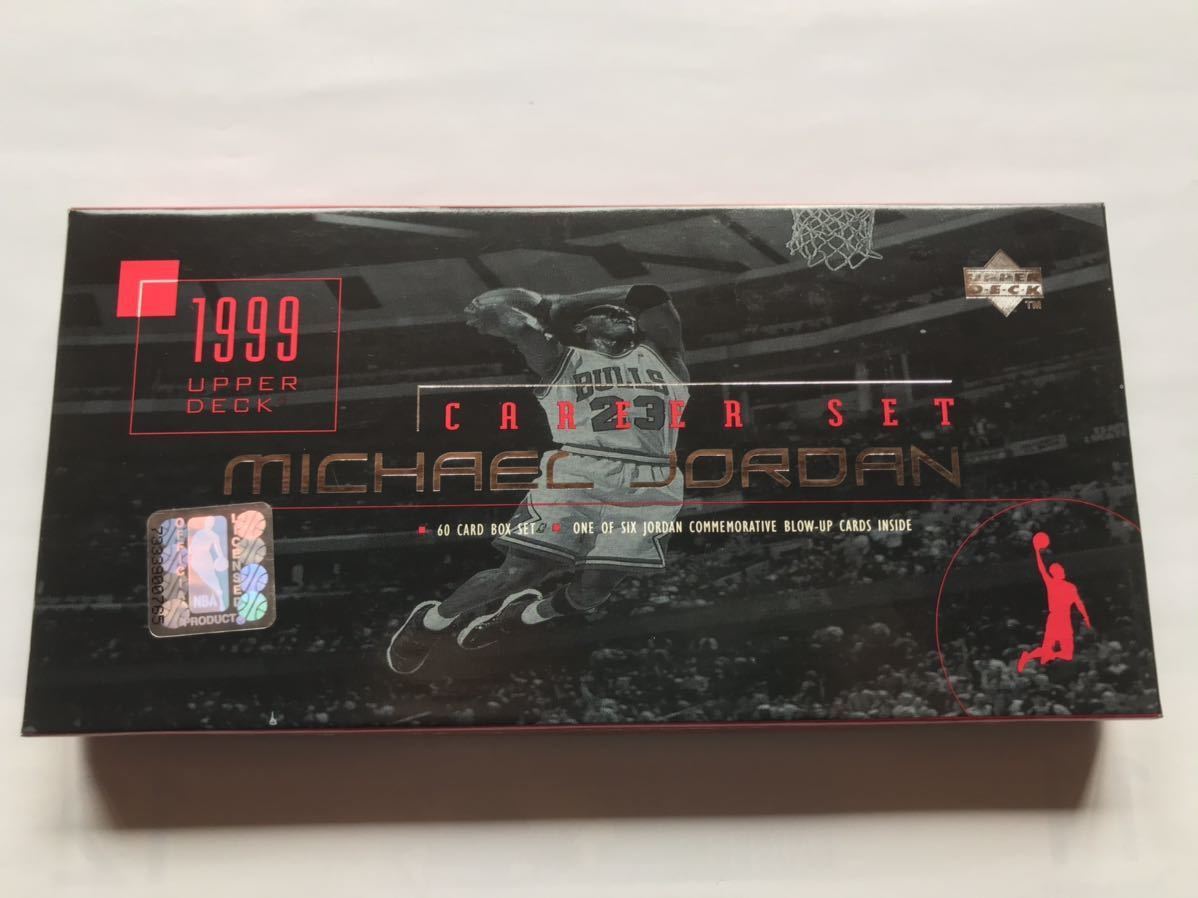 1999
UPPER
DECK
UPPER
DECK
™
CAREER SET
BULLS
23
MICHAEL JORDAN
60 CARD BOX SET
ONE OF SIX JORDAN COMMEMORATIVE BLOW-UP CARDS INSIDE
OFFICIAL
LICENSED
NBA
PRODUCT